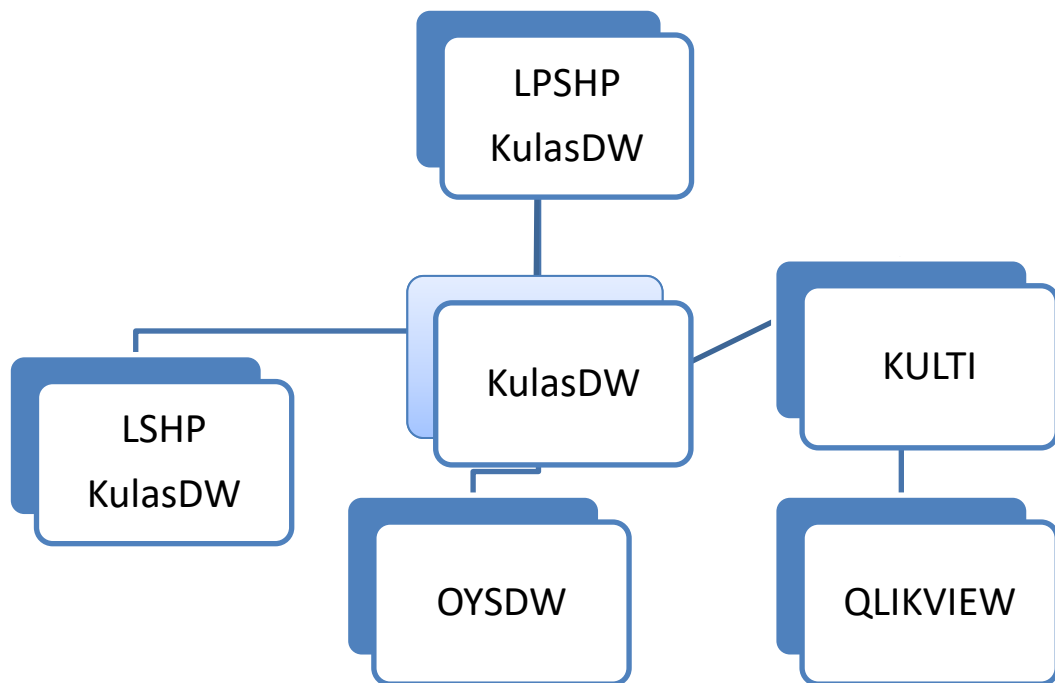 LPSHP
KulasDW
KulasDW
KULTI
LSHP
KulasDW
OYSDW
QLIKVIEW